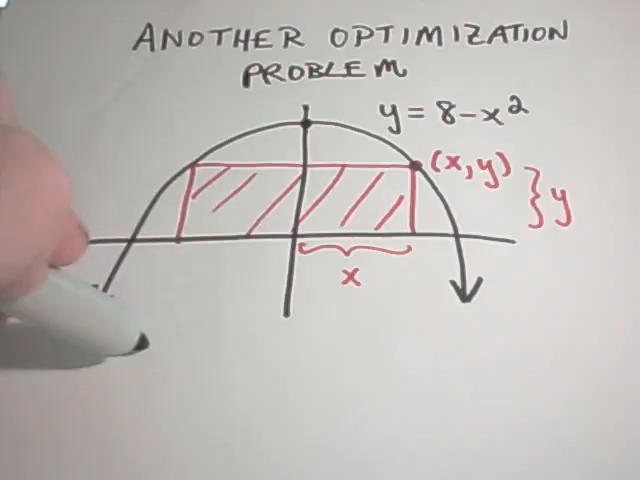 ANOTHER OPTIMIZATION
PROBLEM
y = 8 - x²
(x, y) } y
x